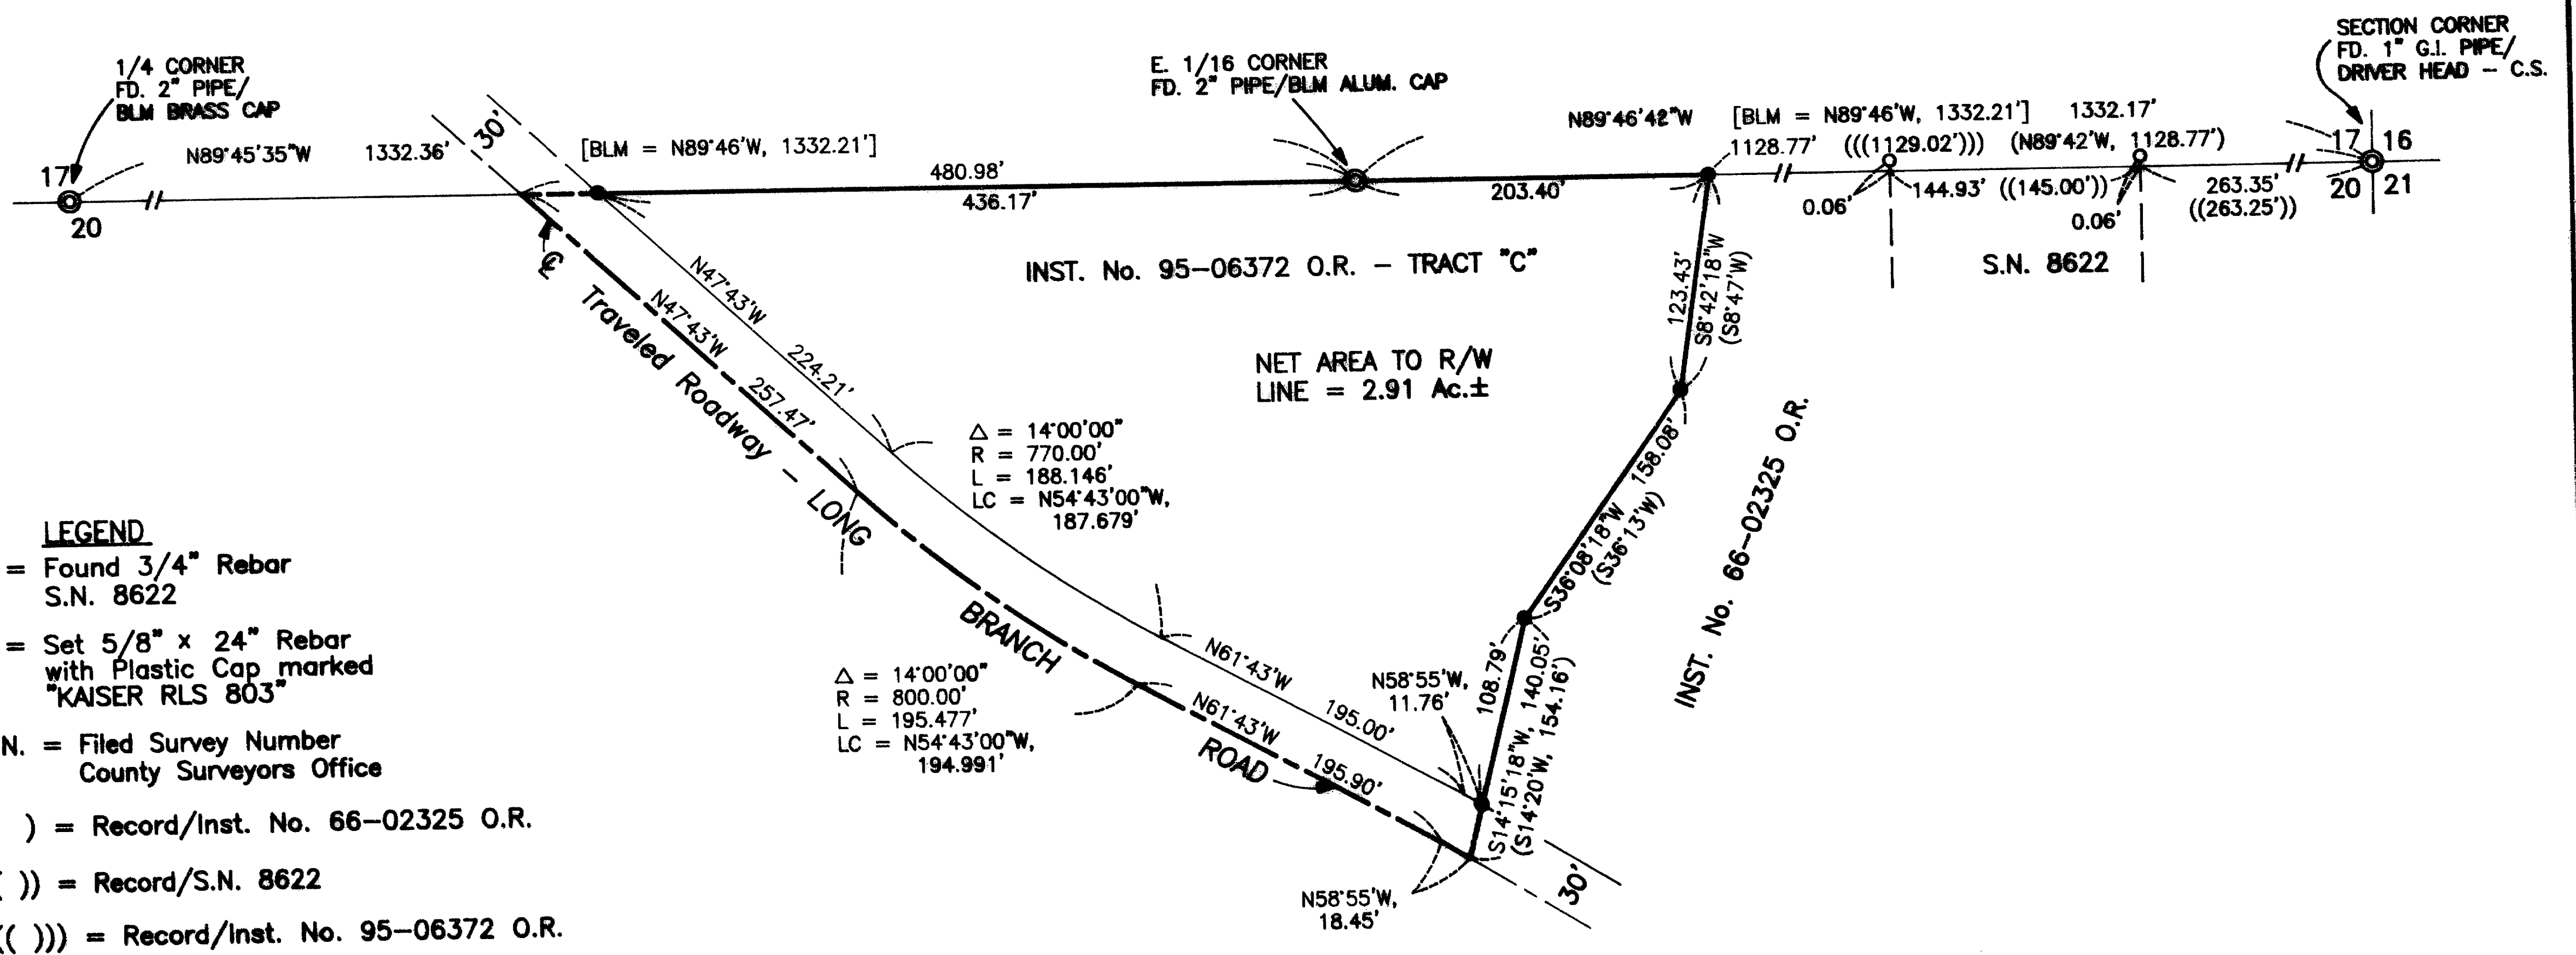 1/4 CORNER
FD. 2" PIPE/
BLM BRASS CAP
17
20
N89°45'35"W 1332.36'
30'
[BLM = N89°46'W, 1332.21']
480.98'
436.17'
E. 1/16 CORNER
FD. 2" PIPE/BLM ALUM. CAP
203.40'
N89°46'42"W [BLM = N89°46'W, 1332.21'] 1332.17'
1128.77' (((1129.02'))) (N89°42'W, 1128.77')
SECTION CORNER
FD. 1" G.I. PIPE/
DRIVER HEAD – C.S.
17 16
20 21
0.06'
144.93' ((145.00'))
0.06'
263.35'
((263.25'))
S.N. 8622
INST. No. 95–06372 O.R. – TRACT "C"
NET AREA TO R/W
LINE = 2.91 Ac.±
123.43'
S8°42'18"W
(S8°47'W)
S36°08'18"W 158.08'
(S36°13'W)
INST. No. 66–02325 O.R.
108.79'
S14°15'18"W, 140.05'
(S14°20'W, 154.16')
N47°43'W 224.21'
N47°43'W 257.47'
℄ Traveled Roadway – LONG
BRANCH
ROAD
Δ = 14°00'00"
R = 770.00'
L = 188.146'
LC = N54°43'00"W,
187.679'
Δ = 14°00'00"
R = 800.00'
L = 195.477'
LC = N54°43'00"W,
194.991'
N61°43'W 195.00'
N61°43'W 195.90'
N58°55'W,
11.76'
N58°55'W,
18.45'
30'
LEGEND
= Found 3/4" Rebar
S.N. 8622
= Set 5/8" x 24" Rebar
with Plastic Cap marked
"KAISER RLS 803"
N. = Filed Survey Number
County Surveyors Office
) = Record/Inst. No. 66–02325 O.R.
( )) = Record/S.N. 8622
(( ))) = Record/Inst. No. 95–06372 O.R.